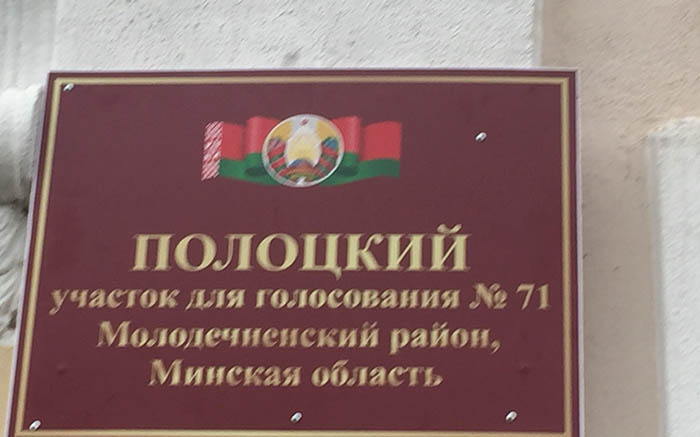 ПОЛОЦКИЙ
участок для голосования № 71
Молодечненский район,
Минская область